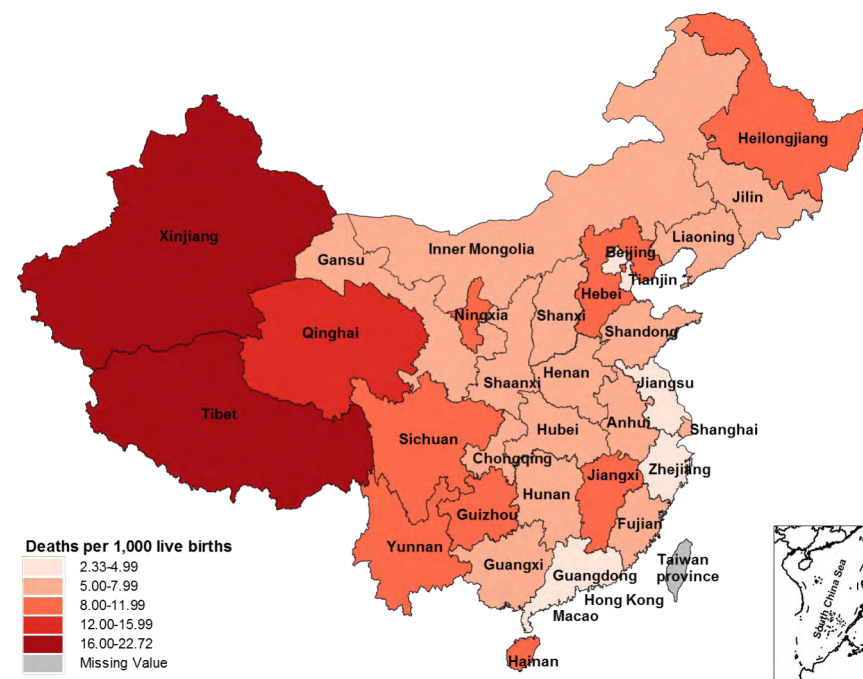 Heilongjiang
Jilin
Liaoning
Inner Mongolia
Xinjiang
Gansu
Beijing
Tianjin
Hebei
Ningxia
Shanxi
Shandong
Qinghai
Henan
Shaanxi
Jiangsu
Tibet
Sichuan
Hubei
Anhui
Shanghai
Chongqing
Zhejiang
Jiangxi
Hunan
Guizhou
Fujian
Yunnan
Guangxi
Guangdong
Taiwan
province
Hong Kong
Macao
Hainan
South China Sea
Deaths per 1,000 live births
2.33-4.99
5.00-7.99
8.00-11.99
12.00-15.99
16.00-22.72
Missing Value